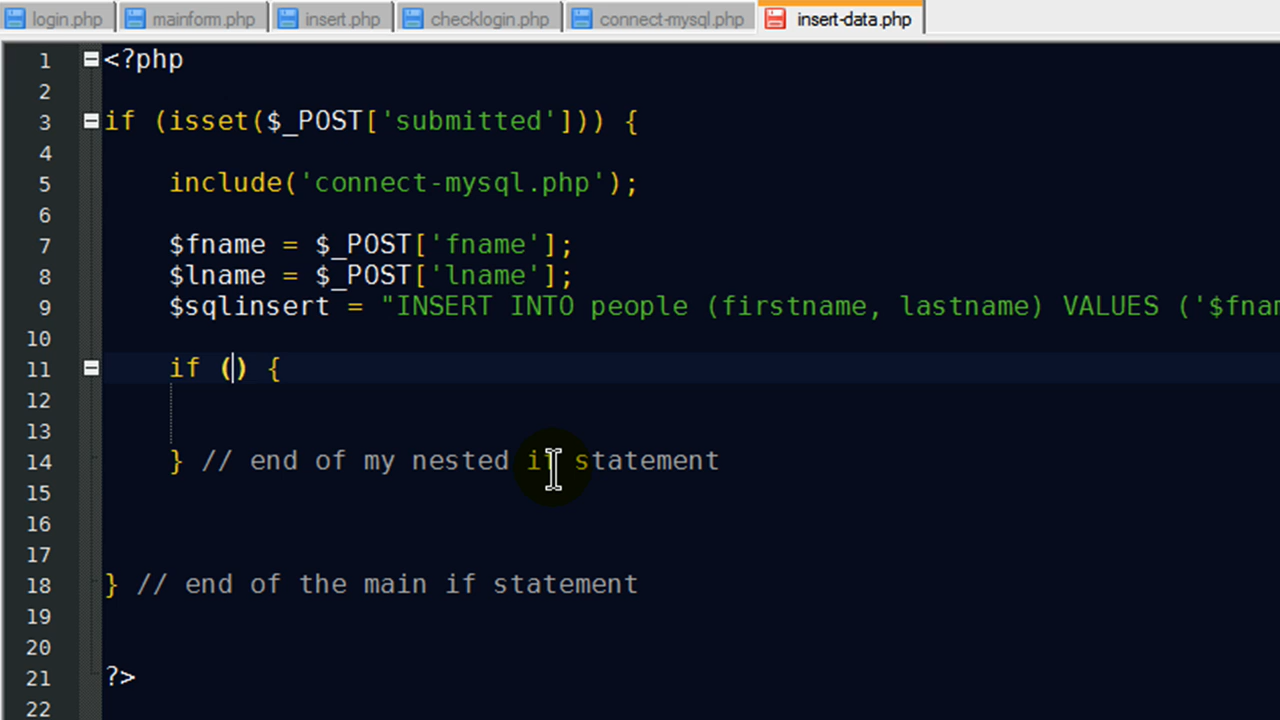 login.php mainform.php insert.php checklogin.php connect-mysql.php insert-data.php
1 <?php
2
3 if (isset($_POST['submitted'])) {
4
5 include('connect-mysql.php');
6
7 $fname = $_POST['fname'];
8 $lname = $_POST['lname'];
9 $sqlinsert = "INSERT INTO people (firstname, lastname) VALUES ('$fnam
10
11 if () {
12
13
14 } // end of my nested if statement
15
16
17
18 } // end of the main if statement
19
20
21 ?>
22